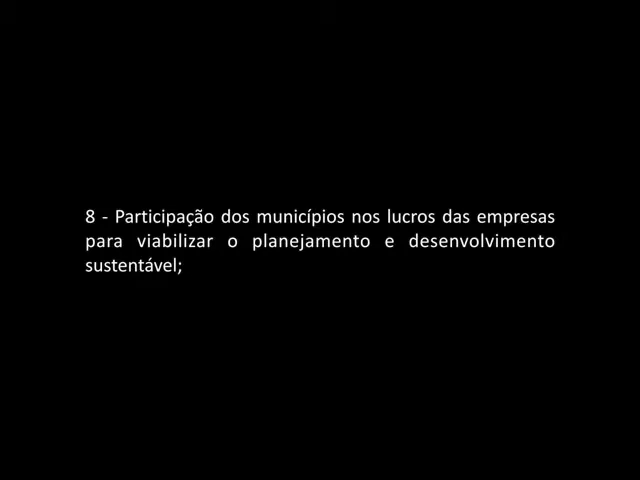 8 - Participação dos municípios nos lucros das empresas
para viabilizar o planejamento e desenvolvimento
sustentável;